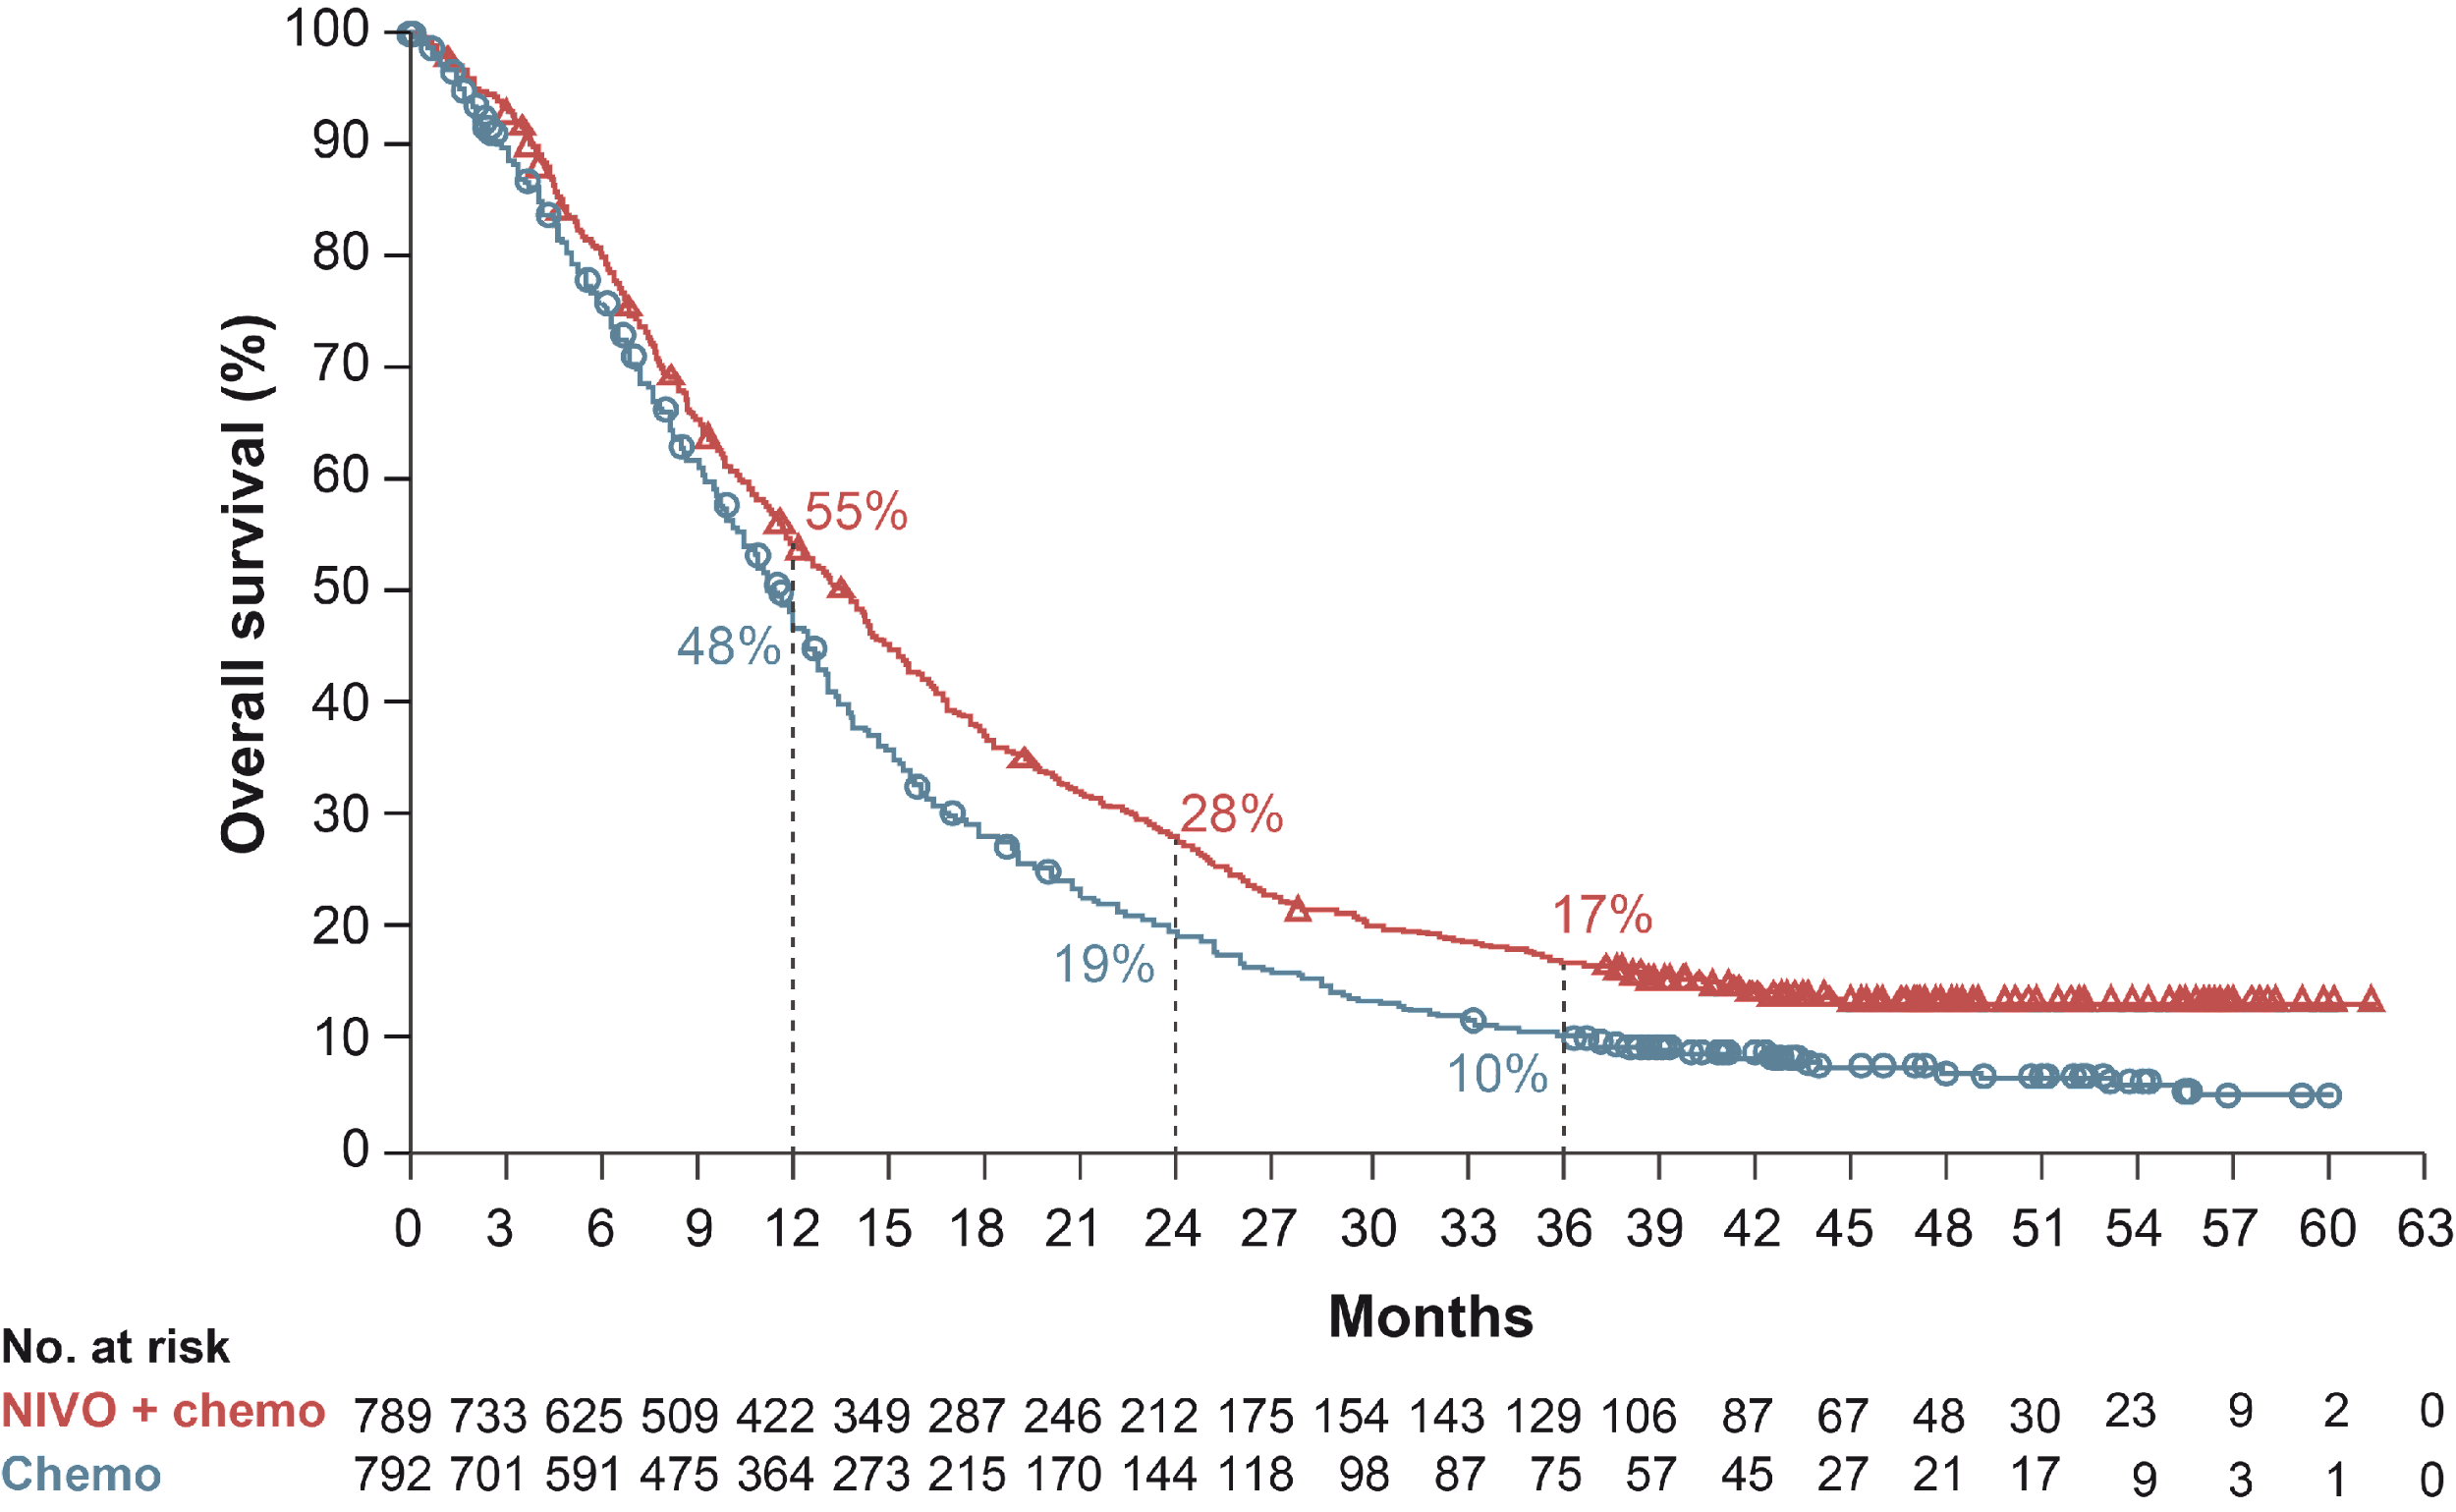 100
90
80
70
60
50
40
30
20
10
0
Overall survival (%)
55%
48%
28%
19%
17%
10%
0 3 6 9 12 15 18 21 24 27 30 33 36 39 42 45 48 51 54 57 60 63
Months
No. at risk
NIVO + chemo 789 733 625 509 422 349 287 246 212 175 154 143 129 106 87 67 48 30 23 9 2 0
Chemo 792 701 591 475 364 273 215 170 144 118 98 87 75 57 45 27 21 17 9 3 1 0